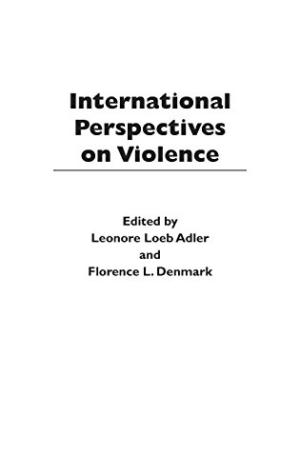 International
Perspectives
on Violence
Edited by
Leonore Loeb Adler
and
Florence L. Denmark